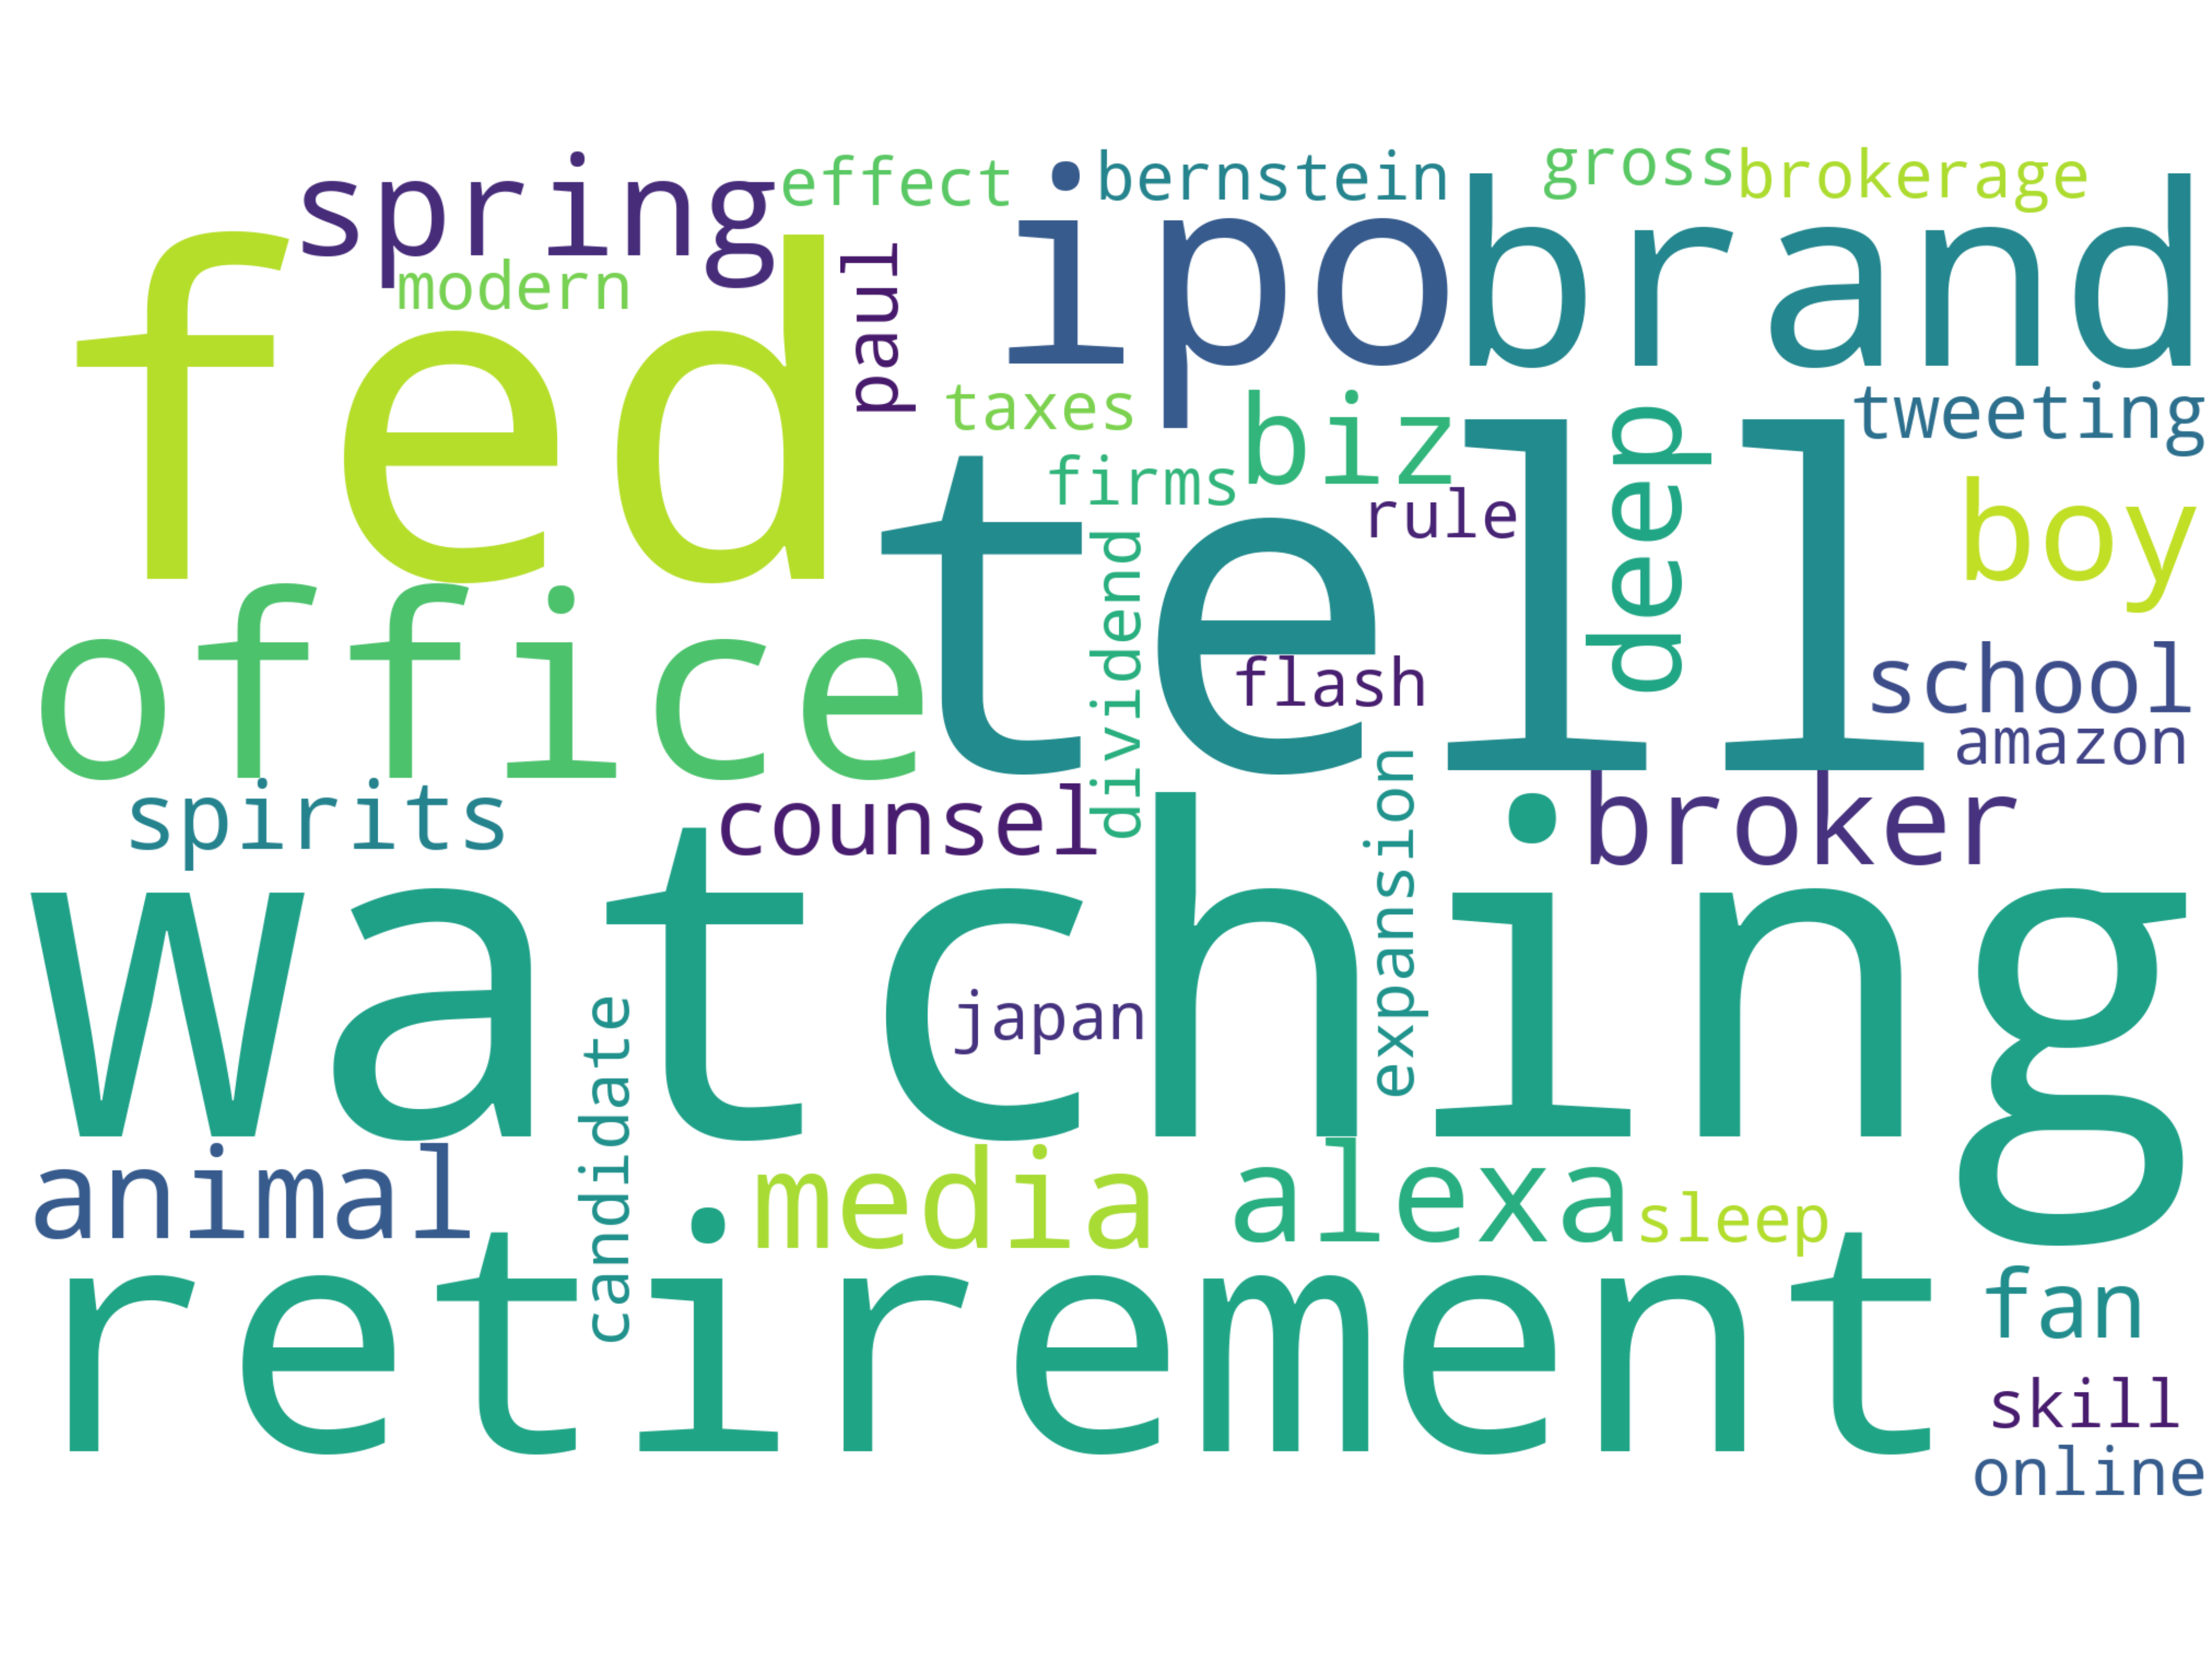 spring
effect
bernstein
gross
brokerage
modern
paul
ipo
brand
fed
taxes
biz
tweeting
firms
rule
deep
boy
tell
office
dividend
flash
school
amazon
spirits
counsel
broker
expansion
watching
japan
candidate
animal
media
alexa
sleep
retirement
fan
skill
online